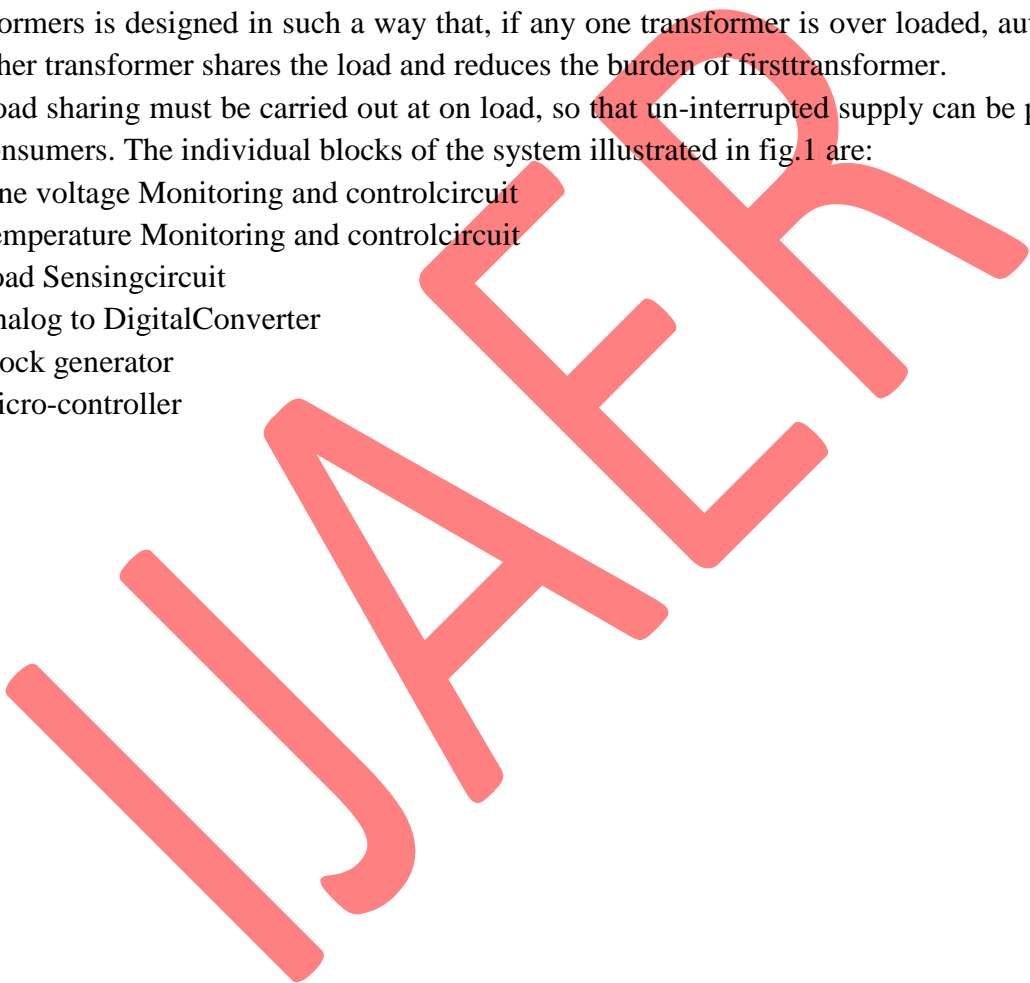 ormers is designed in such a way that, if any one transformer is over loaded, au
her transformer shares the load and reduces the burden of firsttransformer.
oad sharing must be carried out at on load, so that un-interrupted supply can be p
onsumers. The individual blocks of the system illustrated in fig.1 are:
ne voltage Monitoring and controlcircuit
emperature Monitoring and controlcircuit
oad Sensingcircuit
nalog to DigitalConverter
ock generator
icro-controller
IJAER